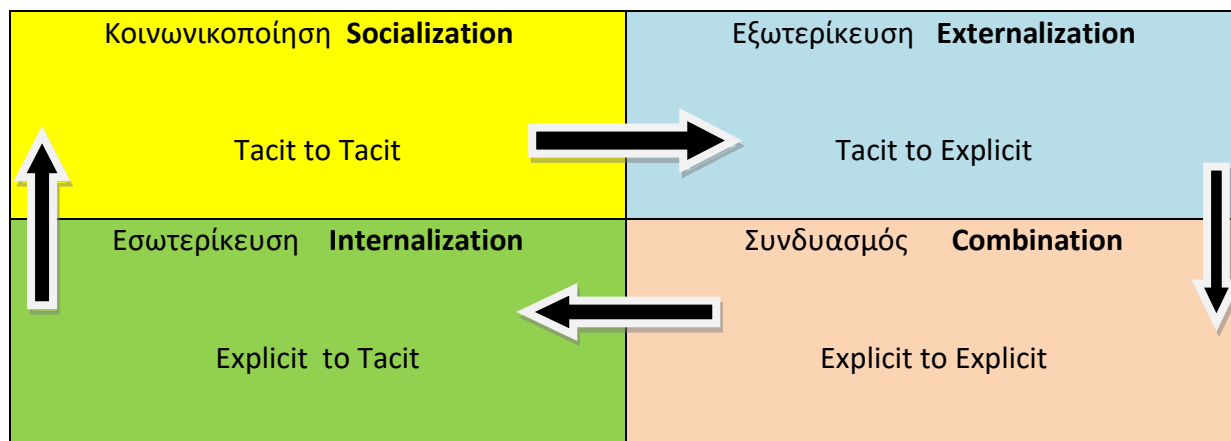 Κοινωνικοποίηση Socialization
Tacit to Tacit
Εξωτερίκευση Externalization
Tacit to Explicit
Εσωτερίκευση Internalization
Explicit to Tacit
Συνδυασμός Combination
Explicit to Explicit